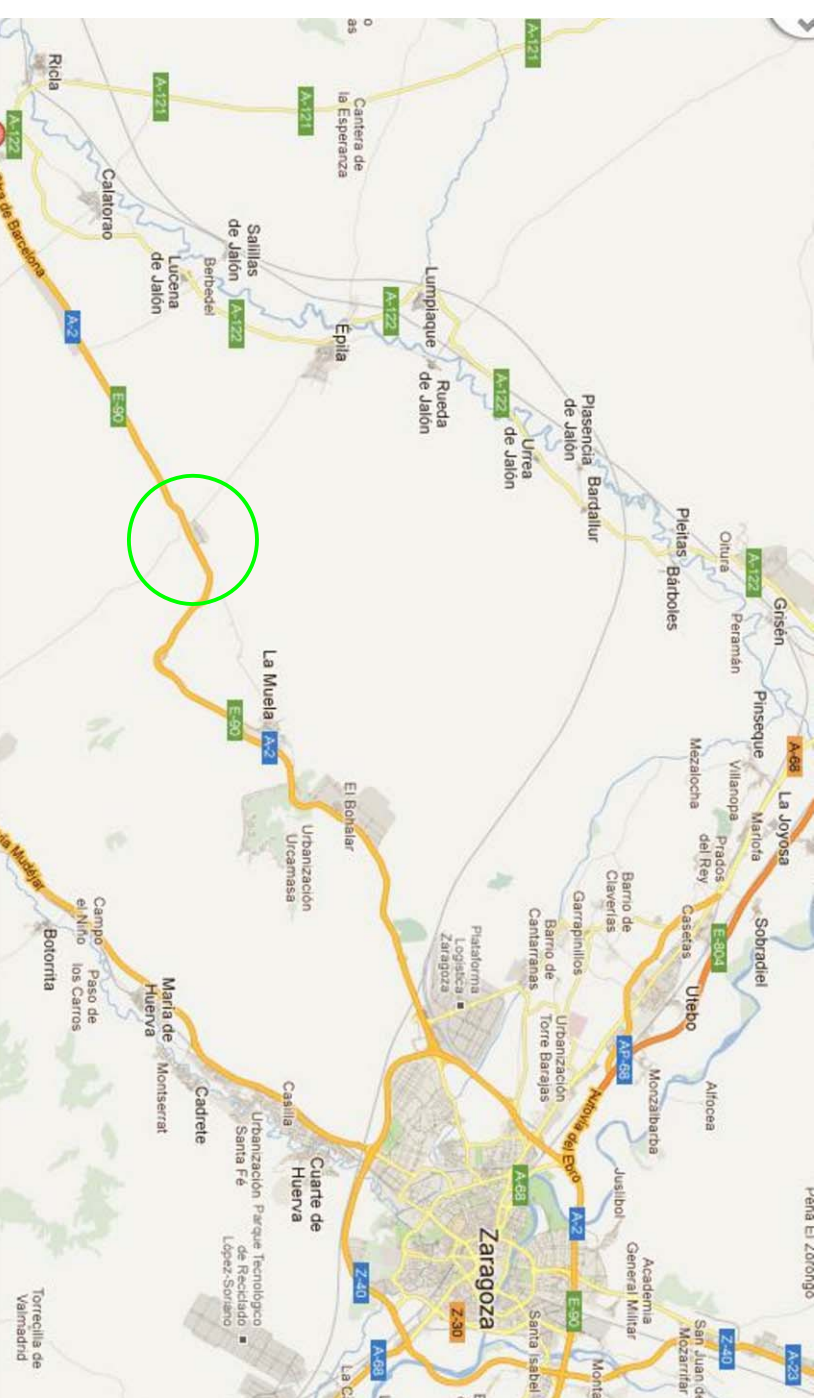 Peña El Zorongo
A-68
A-23
La Joyosa
Grisén
Sobradiel
A-122
Pinseque
Mariofa
Peramán
Villanopa
Oitura
Prados
del Rey
E-804
Z-40
Alfocea
San Juan de
Mozarrifar
Mezalocha
Utebo
Pleitas
Casetas
Bárboles
Monzalbarba
Academia
General Militar
Barrio de
Claverías
AP-68
Juslibol
Plasencia
de Jalón
Bardallur
Garrapinillos
Autovía del Ebro
A-2
E-90
Urbanización
Torre Barajas
Barrio de
Cantarranas
A-121
Urrea
de Jalón
Santa Isabel
A-68
A-122
Zaragoza
Plataforma
Logística
Zaragoza
Z-30
Lumpiaque
Rueda
de Jalón
A-122
A-68
Cantera de
la Esperanza
Z-40
Épila
El Bohalar
A-121
Cuarte de
Huerva
Urbanización
Urcamasa
Casilla
Salillas
de Jalón
La Muela
A-2
Urbanización
Santa Fé
Parque Tecnológico
de Reciclado
López-Soriano
A-122
E-90
Berbedel
Lucena
de Jalón
Cadrete
A-121
María de
Huerva
Montserrat
E-90
Calatorao
Campo
el Niño
Paso de
los Carros
A-2
Ricla
Botorrita
Torrecilla de
Valmadrid
de Barcelona
A-122
Mudéjar